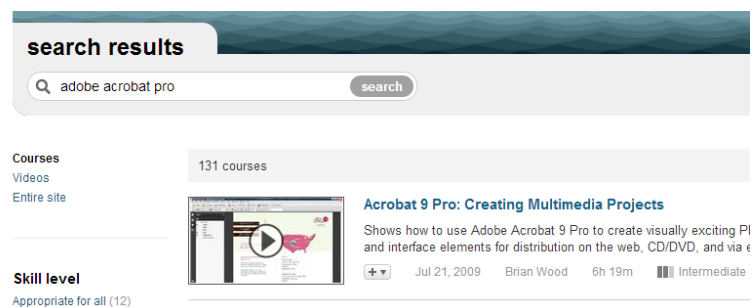 search results
adobe acrobat pro
search
Courses
Videos
Entire site
131 courses
Acrobat 9 Pro: Creating Multimedia Projects
Shows how to use Adobe Acrobat 9 Pro to create visually exciting
and interface elements for distribution on the web, CD/DVD, and via
Jul 21, 2009 Brian Wood 6h 19m Intermediate
Skill level
Appropriate for all (12)